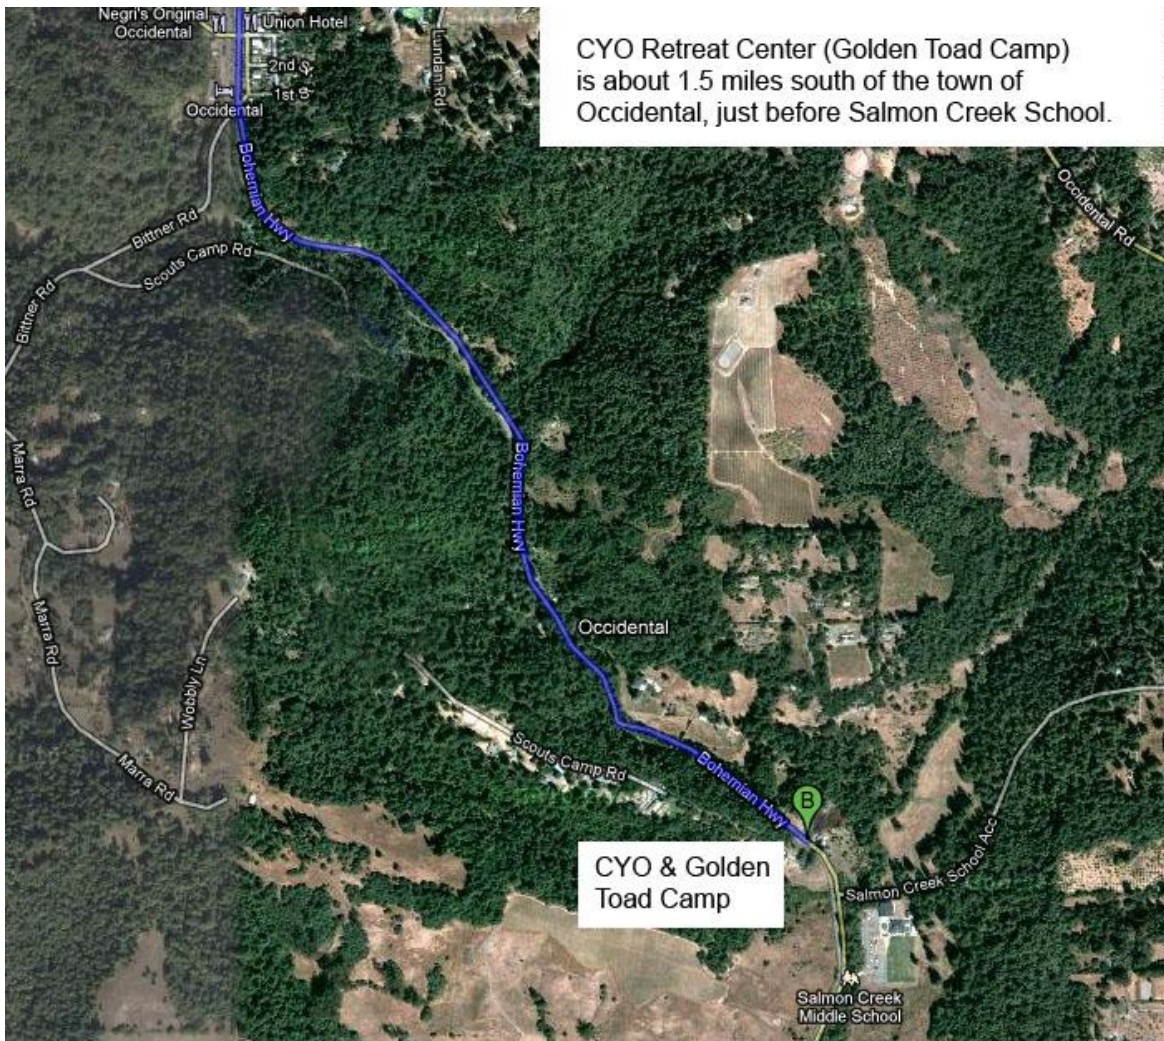 Negri's Original
Occidental
Union Hotel
2nd S
1st S
Occidental
Lundan Rd
CYO Retreat Center (Golden Toad Camp)
is about 1.5 miles south of the town of
Occidental, just before Salmon Creek School.
Occidental Rd
Bohemian Hwy
Bittner Rd
Scouts Camp Rd
Bittner Rd
Marra Rd
Bohemian Hwy
Occidental
Marra Rd
Wobbly Ln
Marra Rd
Scouts Camp Rd
Bohemian Hwy
B
CYO & Golden
Toad Camp
Salmon Creek School Acc
Salmon Creek
Middle School